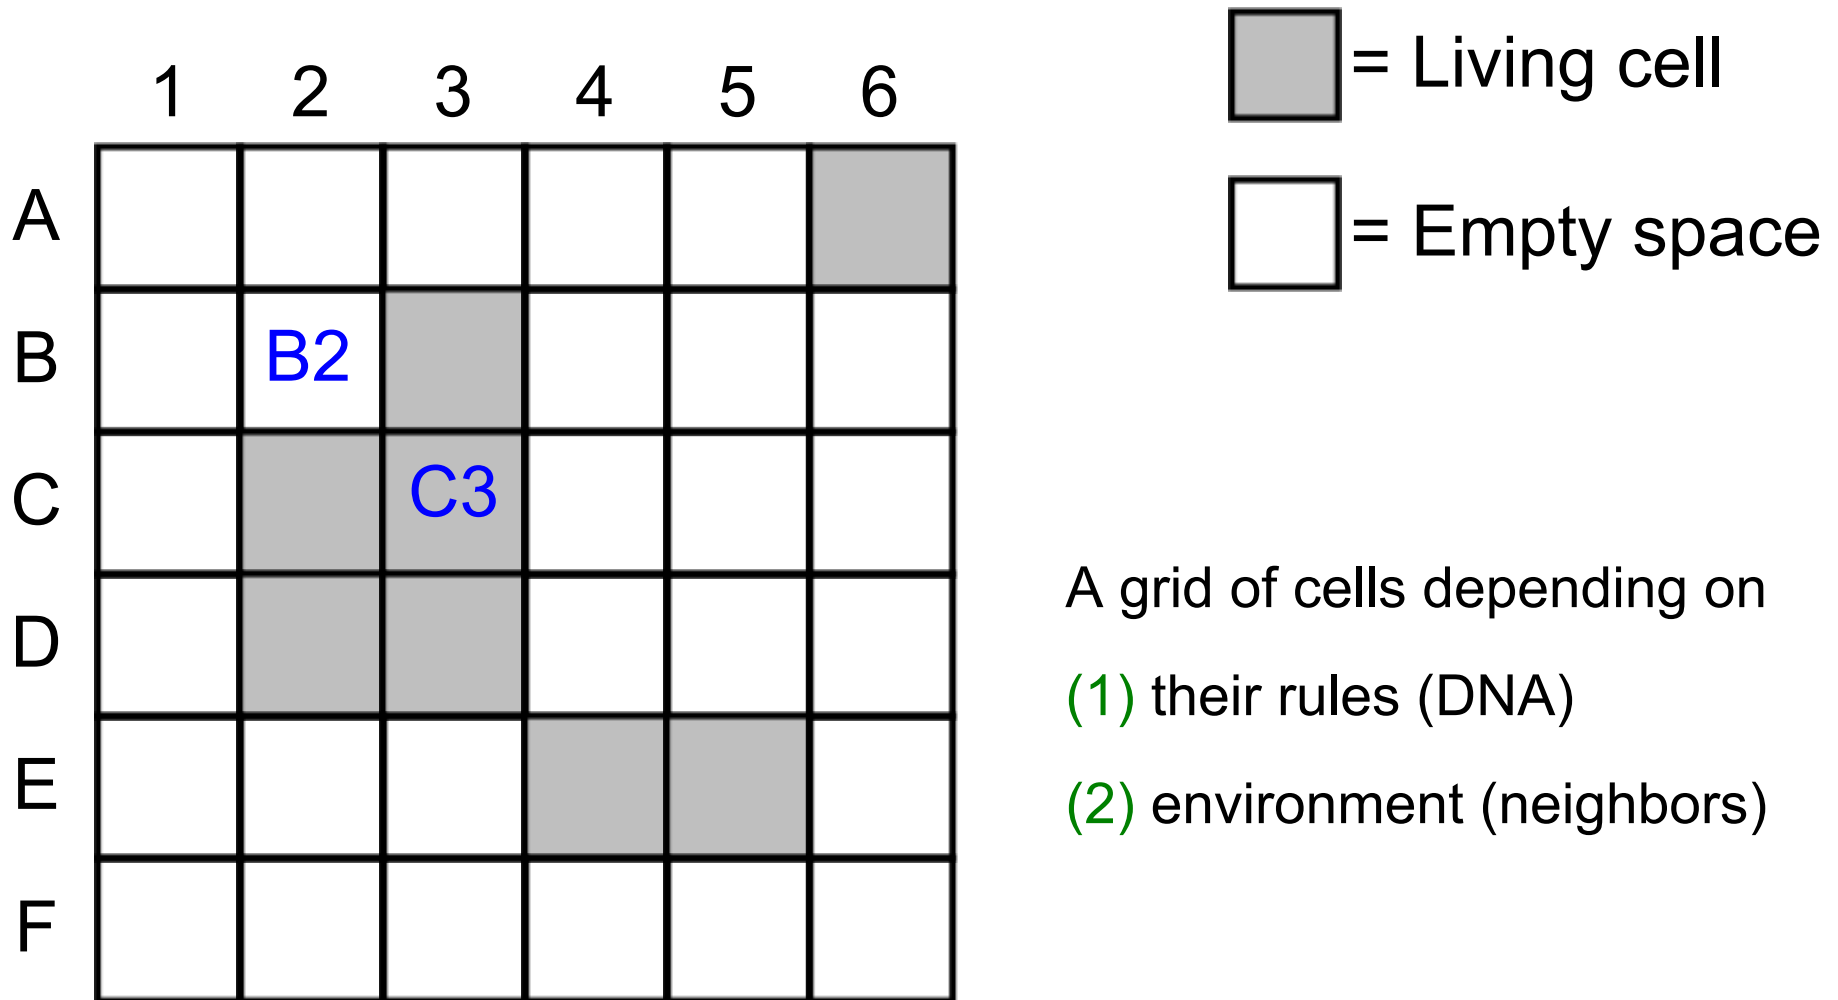 = Living cell
1 2 3 4 5 6
A
= Empty space
B B2
C C3
A grid of cells depending on
D
(1) their rules (DNA)
E
(2) environment (neighbors)
F